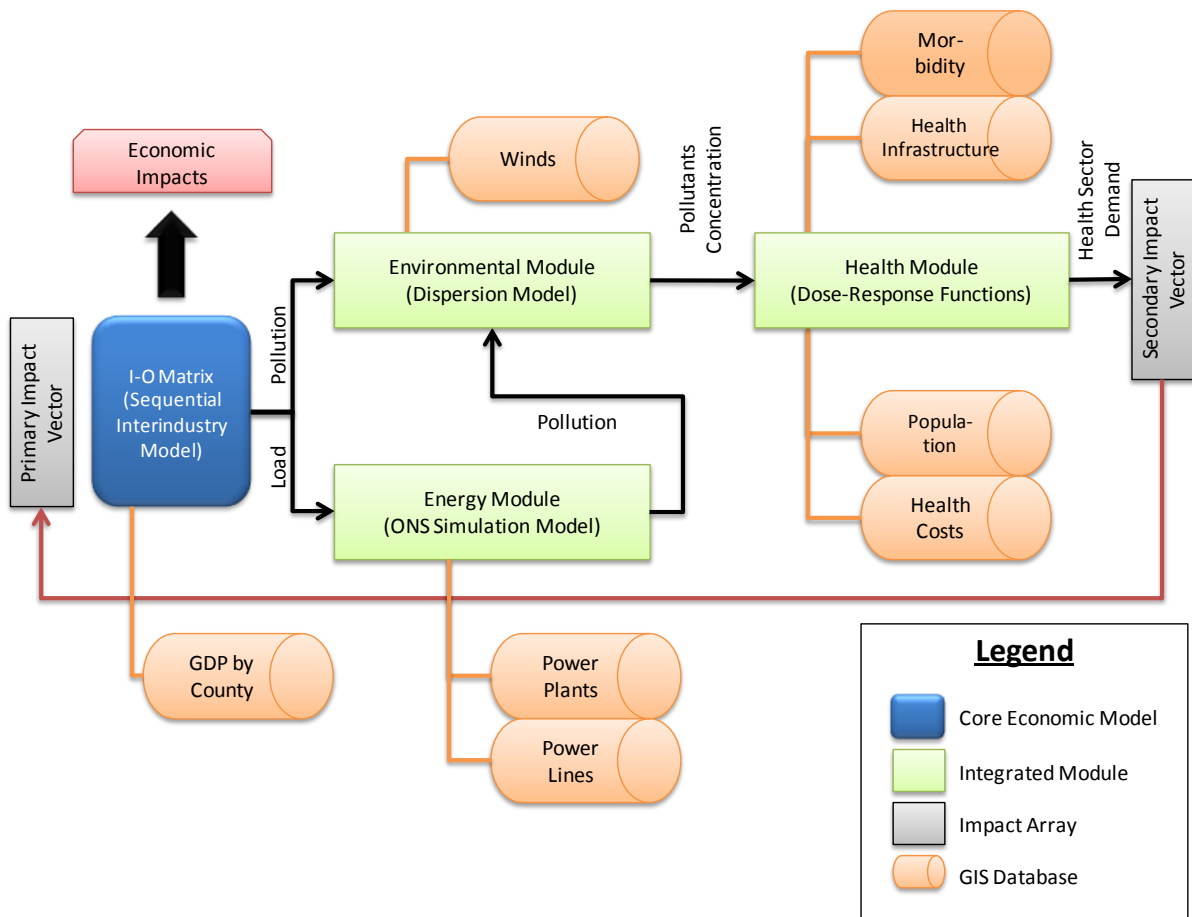 Mor-
bidity
Health
Infrastructure
Economic
Impacts
Winds
Pollutants
Concentration
Health Sector
Demand
Environmental Module
(Dispersion Model)
Health Module
(Dose-Response Functions)
Secondary Impact
Vector
Primary Impact
Vector
I-O Matrix
(Sequential
Interindustry
Model)
Pollution
Load
Pollution
Energy Module
(ONS Simulation Model)
Popula-
tion
Health
Costs
GDP by
County
Power
Plants
Power
Lines
Legend
Core Economic Model
Integrated Module
Impact Array
GIS Database